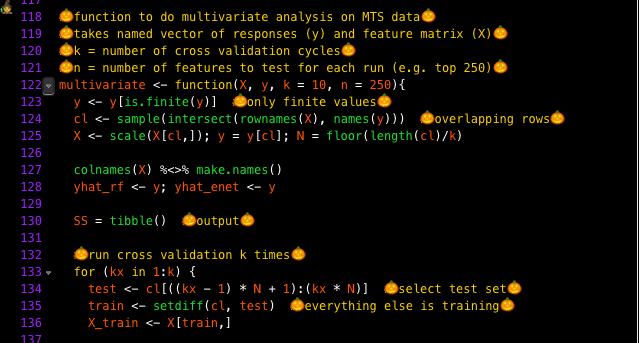 117
118 🎃function to do multivariate analysis on MTS data🎃
119 🎃takes named vector of responses (y) and feature matrix (X)🎃
120 🎃k = number of cross validation cycles🎃
121 🎃n = number of features to test for each run (e.g. top 250)🎃
122 multivariate <- function(X, y, k = 10, n = 250){
123 y <- y[is.finite(y)] 🎃only finite values🎃
124 cl <- sample(intersect(rownames(X), names(y))) 🎃overlapping rows🎃
125 X <- scale(X[cl,]); y = y[cl]; N = floor(length(cl)/k)
126
127 colnames(X) %<>% make.names()
128 yhat_rf <- y; yhat_enet <- y
129
130 SS = tibble() 🎃output🎃
131
132 🎃run cross validation k times🎃
133 for (kx in 1:k) {
134 test <- cl[((kx - 1) * N + 1):(kx * N)] 🎃select test set🎃
135 train <- setdiff(cl, test) 🎃everything else is training🎃
136 X_train <- X[train,]
137